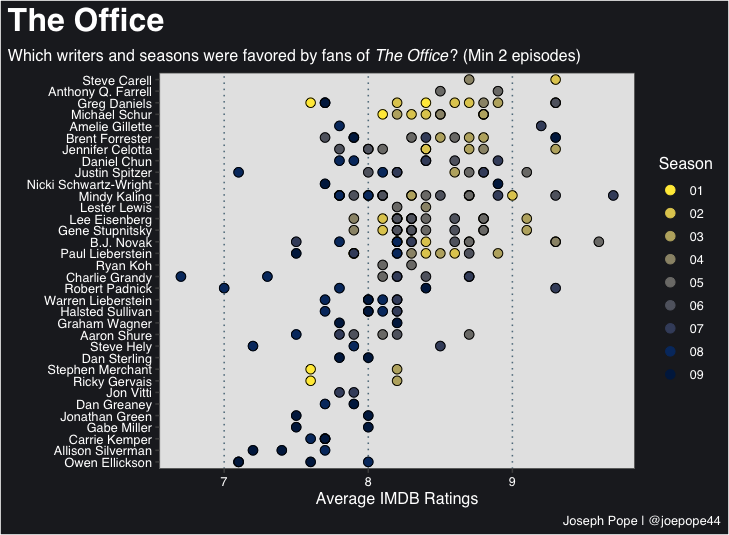 The Office
Which writers and seasons were favored by fans of The Office? (Min 2 episodes)
Steve Carell
Anthony Q. Farrell
Greg Daniels
Michael Schur
Amelie Gillette
Brent Forrester
Jennifer Celotta
Daniel Chun
Justin Spitzer
Nicki Schwartz-Wright
Mindy Kaling
Lester Lewis
Lee Eisenberg
Gene Stupnitsky
B.J. Novak
Paul Lieberstein
Ryan Koh
Charlie Grandy
Robert Padnick
Warren Lieberstein
Halsted Sullivan
Graham Wagner
Aaron Shure
Steve Hely
Dan Sterling
Stephen Merchant
Ricky Gervais
Jon Vitti
Dan Greaney
Jonathan Green
Gabe Miller
Carrie Kemper
Allison Silverman
Owen Ellickson
7 8 9
Average IMDB Ratings
Season
01
02
03
04
05
06
07
08
09
Joseph Pope I @joepope44